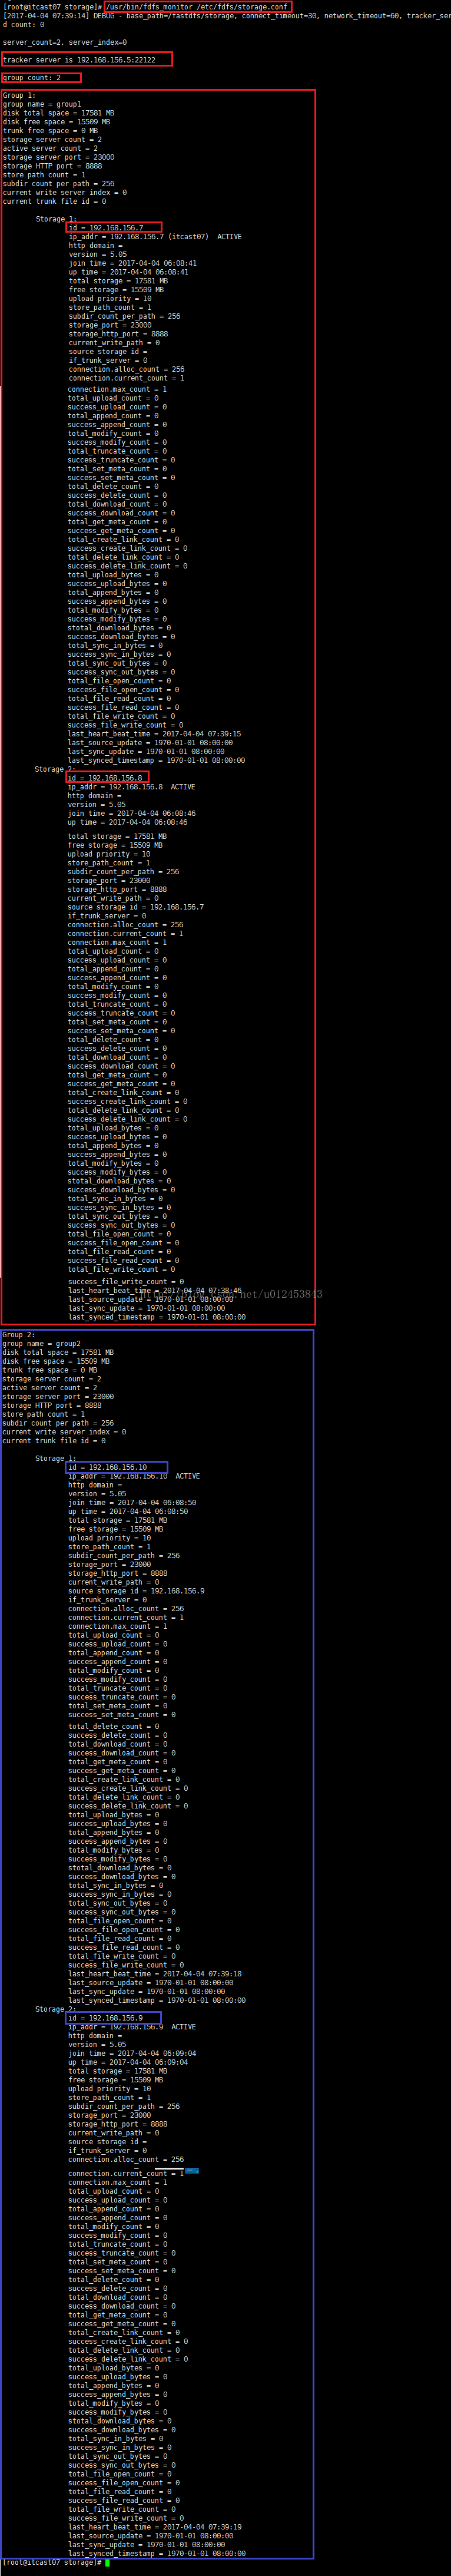 [root@itcast07 storage]# /usr/bin/fdfs_monitor /etc/fdfs/storage.conf
[2017-04-04 07:39:14] DEBUG - base_path=/fastdfs/storage, connect_timeout=30, network_timeout=60, tracker_ser
d count: 0
server_count=2, server_index=0
tracker server is 192.168.156.5:22122
group count: 2
Group 1:
group name = group1
disk total space = 17581 MB
disk free space = 15509 MB
trunk free space = 0 MB
storage server count = 2
active server count = 2
storage server port = 23000
storage HTTP port = 8888
store path count = 1
subdir count per path = 256
current write server index = 0
current trunk file id = 0
Storage 1:
id = 192.168.156.7
ip_addr = 192.168.156.7 (itcast07)  ACTIVE
http domain =
version = 5.05
join time = 2017-04-04 06:08:41
up time = 2017-04-04 06:08:41
total storage = 17581 MB
free storage = 15509 MB
upload priority = 10
store_path_count = 1
subdir_count_per_path = 256
storage_port = 23000
storage_http_port = 8888
current_write_path = 0
source storage id =
if_trunk_server = 0
connection.alloc_count = 256
connection.current_count = 1
connection.max_count = 1
total_upload_count = 0
success_upload_count = 0
total_append_count = 0
success_append_count = 0
total_modify_count = 0
success_modify_count = 0
total_truncate_count = 0
success_truncate_count = 0
total_set_meta_count = 0
success_set_meta_count = 0
total_delete_count = 0
success_delete_count = 0
total_download_count = 0
success_download_count = 0
total_get_meta_count = 0
success_get_meta_count = 0
total_create_link_count = 0
success_create_link_count = 0
total_delete_link_count = 0
success_delete_link_count = 0
total_upload_bytes = 0
success_upload_bytes = 0
total_append_bytes = 0
success_append_bytes = 0
total_modify_bytes = 0
success_modify_bytes = 0
stotal_download_bytes = 0
success_download_bytes = 0
total_sync_in_bytes = 0
success_sync_in_bytes = 0
total_sync_out_bytes = 0
success_sync_out_bytes = 0
total_file_open_count = 0
success_file_open_count = 0
total_file_read_count = 0
success_file_read_count = 0
total_file_write_count = 0
success_file_write_count = 0
last_heart_beat_time = 2017-04-04 07:39:15
last_source_update = 1970-01-01 08:00:00
last_sync_update = 1970-01-01 08:00:00
last_synced_timestamp = 1970-01-01 08:00:00
Storage 2:
id = 192.168.156.8
ip_addr = 192.168.156.8  ACTIVE
http domain =
version = 5.05
join time = 2017-04-04 06:08:46
up time = 2017-04-04 06:08:46
total storage = 17581 MB
free storage = 15509 MB
upload priority = 10
store_path_count = 1
subdir_count_per_path = 256
storage_port = 23000
storage_http_port = 8888
current_write_path = 0
source storage id = 192.168.156.7
if_trunk_server = 0
connection.alloc_count = 256
connection.current_count = 1
connection.max_count = 1
total_upload_count = 0
success_upload_count = 0
total_append_count = 0
success_append_count = 0
total_modify_count = 0
success_modify_count = 0
total_truncate_count = 0
success_truncate_count = 0
total_set_meta_count = 0
success_set_meta_count = 0
total_delete_count = 0
success_delete_count = 0
total_download_count = 0
success_download_count = 0
total_get_meta_count = 0
success_get_meta_count = 0
total_create_link_count = 0
success_create_link_count = 0
total_delete_link_count = 0
success_delete_link_count = 0
total_upload_bytes = 0
success_upload_bytes = 0
total_append_bytes = 0
success_append_bytes = 0
total_modify_bytes = 0
success_modify_bytes = 0
stotal_download_bytes = 0
success_download_bytes = 0
total_sync_in_bytes = 0
success_sync_in_bytes = 0
total_sync_out_bytes = 0
success_sync_out_bytes = 0
total_file_open_count = 0
success_file_open_count = 0
total_file_read_count = 0
success_file_read_count = 0
total_file_write_count = 0
success_file_write_count = 0
last_heart_beat_time = 2017-04-04 07:38:46
net/u012453843
last_source_update = 1970-01-01 08:00:00
last_sync_update = 1970-01-01 08:00:00
last_synced_timestamp = 1970-01-01 08:00:00
Group 2:
group name = group2
disk total space = 17581 MB
disk free space = 15509 MB
trunk free space = 0 MB
storage server count = 2
active server count = 2
storage server port = 23000
storage HTTP port = 8888
store path count = 1
subdir count per path = 256
current write server index = 0
current trunk file id = 0
Storage 1:
id = 192.168.156.10
ip_addr = 192.168.156.10  ACTIVE
http domain =
version = 5.05
join time = 2017-04-04 06:08:50
up time = 2017-04-04 06:08:50
total storage = 17581 MB
free storage = 15509 MB
upload priority = 10
store_path_count = 1
subdir_count_per_path = 256
storage_port = 23000
storage_http_port = 8888
current_write_path = 0
source storage id = 192.168.156.9
if_trunk_server = 0
connection.alloc_count = 256
connection.current_count = 1
connection.max_count = 1
total_upload_count = 0
success_upload_count = 0
total_append_count = 0
success_append_count = 0
total_modify_count = 0
success_modify_count = 0
total_truncate_count = 0
success_truncate_count = 0
total_set_meta_count = 0
success_set_meta_count = 0
total_delete_count = 0
success_delete_count = 0
total_download_count = 0
success_download_count = 0
total_get_meta_count = 0
success_get_meta_count = 0
total_create_link_count = 0
success_create_link_count = 0
total_delete_link_count = 0
success_delete_link_count = 0
total_upload_bytes = 0
success_upload_bytes = 0
total_append_bytes = 0
success_append_bytes = 0
total_modify_bytes = 0
success_modify_bytes = 0
stotal_download_bytes = 0
success_download_bytes = 0
total_sync_in_bytes = 0
success_sync_in_bytes = 0
total_sync_out_bytes = 0
success_sync_out_bytes = 0
total_file_open_count = 0
success_file_open_count = 0
total_file_read_count = 0
success_file_read_count = 0
total_file_write_count = 0
success_file_write_count = 0
last_heart_beat_time = 2017-04-04 07:39:18
last_source_update = 1970-01-01 08:00:00
last_sync_update = 1970-01-01 08:00:00
last_synced_timestamp = 1970-01-01 08:00:00
Storage 2:
id = 192.168.156.9
ip_addr = 192.168.156.9  ACTIVE
http domain =
version = 5.05
join time = 2017-04-04 06:09:04
up time = 2017-04-04 06:09:04
total storage = 17581 MB
free storage = 15509 MB
upload priority = 10
store_path_count = 1
subdir_count_per_path = 256
storage_port = 23000
storage_http_port = 8888
current_write_path = 0
source storage id =
if_trunk_server = 0
connection.alloc_count = 256
connection.current_count = 1
connection.max_count = 1
total_upload_count = 0
success_upload_count = 0
total_append_count = 0
success_append_count = 0
total_modify_count = 0
success_modify_count = 0
total_truncate_count = 0
success_truncate_count = 0
total_set_meta_count = 0
success_set_meta_count = 0
total_delete_count = 0
success_delete_count = 0
total_download_count = 0
success_download_count = 0
total_get_meta_count = 0
success_get_meta_count = 0
total_create_link_count = 0
success_create_link_count = 0
total_delete_link_count = 0
success_delete_link_count = 0
total_upload_bytes = 0
success_upload_bytes = 0
total_append_bytes = 0
success_append_bytes = 0
total_modify_bytes = 0
success_modify_bytes = 0
stotal_download_bytes = 0
success_download_bytes = 0
total_sync_in_bytes = 0
success_sync_in_bytes = 0
total_sync_out_bytes = 0
success_sync_out_bytes = 0
total_file_open_count = 0
success_file_open_count = 0
total_file_read_count = 0
success_file_read_count = 0
total_file_write_count = 0
success_file_write_count = 0
last_heart_beat_time = 2017-04-04 07:39:19
last_source_update = 1970-01-01 08:00:00
last_sync_update = 1970-01-01 08:00:00
last_synced_timestamp = 1970-01-01 08:00:00
[root@itcast07 storage]#